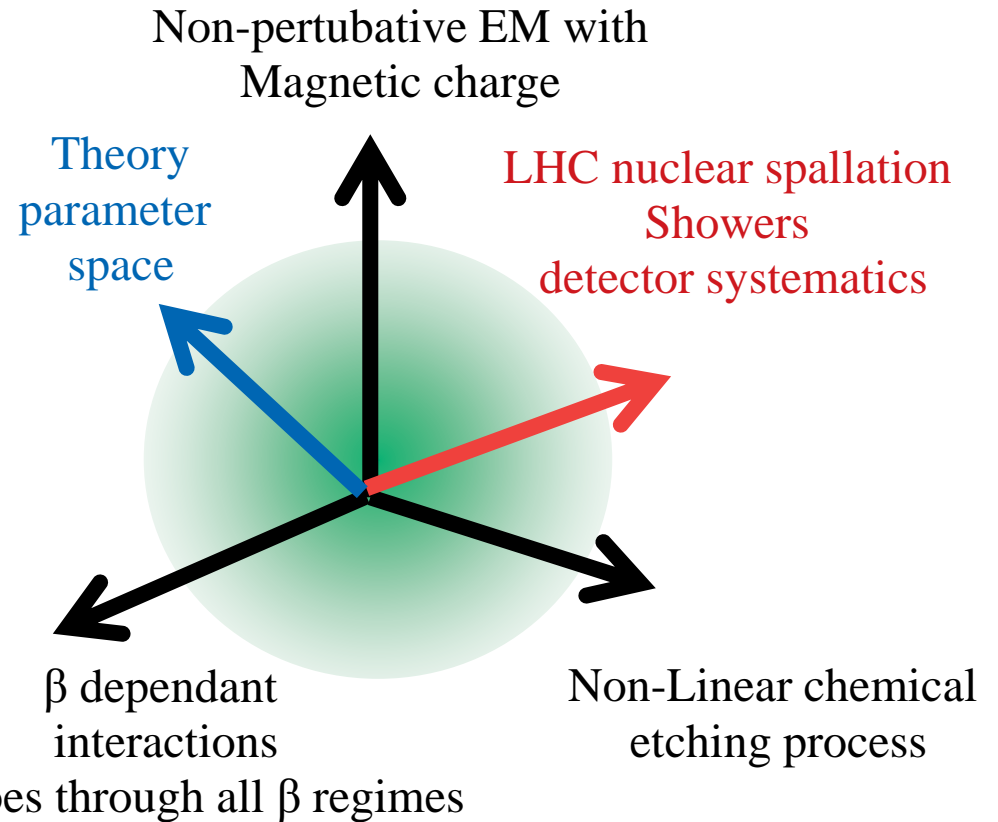 Non-pertubative EM with
Magnetic charge
Theory
parameter
space
LHC nuclear spallation
Showers
detector systematics
β dependant
interactions
through all β regimes
Non-Linear chemical
etching process